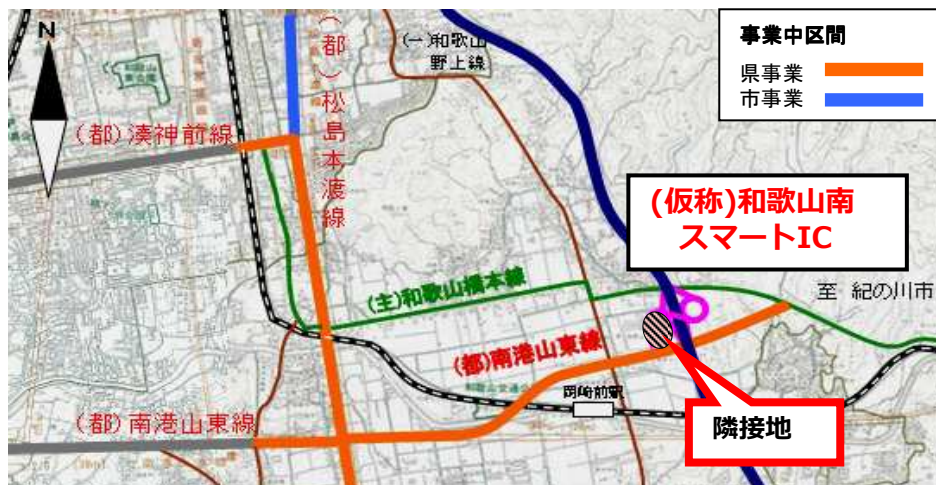 N
(一)和歌山
野上線
事業中区間
県事業
市事業
(都)松島本渡線
(都)湊神前線
(仮称)和歌山南
スマートIC
至 紀の川市
(主)和歌山橋本線
(都)南港山東線
岡崎前駅
(都)南港山東線
隣接地